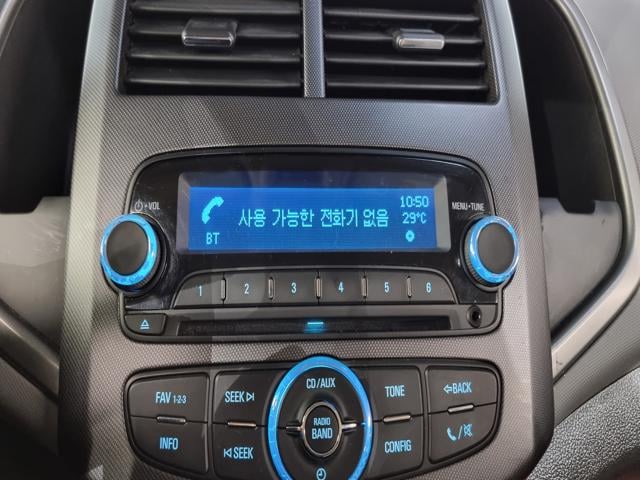 VOL
MENU•TUNE
10:50
사용 가능한 전화기 없음
29°C
BT
1 2 3 4 5 6
CD/AUX
FAV 1-2-3
SEEK
TONE
BACK
RADIO
BAND
INFO
SEEK
CONFIG